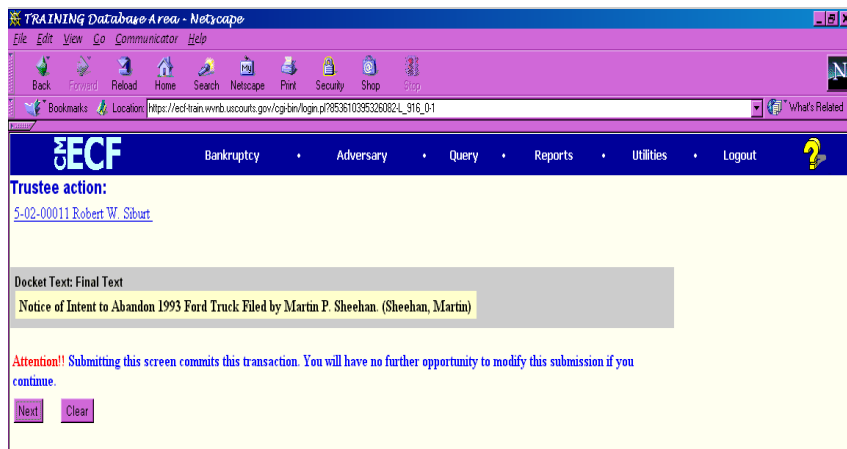 TRAINING Database Area - Netscape
File Edit View Go Communicator Help
Back Forward Reload Home Search Netscape Print Security Shop Stop
N
Bookmarks Location: https://ecf-train.wvnb.uscourts.gov/cgi-bin/login.pl?853610395326082-L_916_0-1 What's Related
CM ECF Bankruptcy • Adversary • Query • Reports • Utilities • Logout ?
Trustee action:
5-02-00011 Robert W. Siburt
Docket Text: Final Text
Notice of Intent to Abandon 1993 Ford Truck Filed by Martin P. Sheehan. (Sheehan, Martin)
Attention!! Submitting this screen commits this transaction. You will have no further opportunity to modify this submission if you
continue.
Next Clear